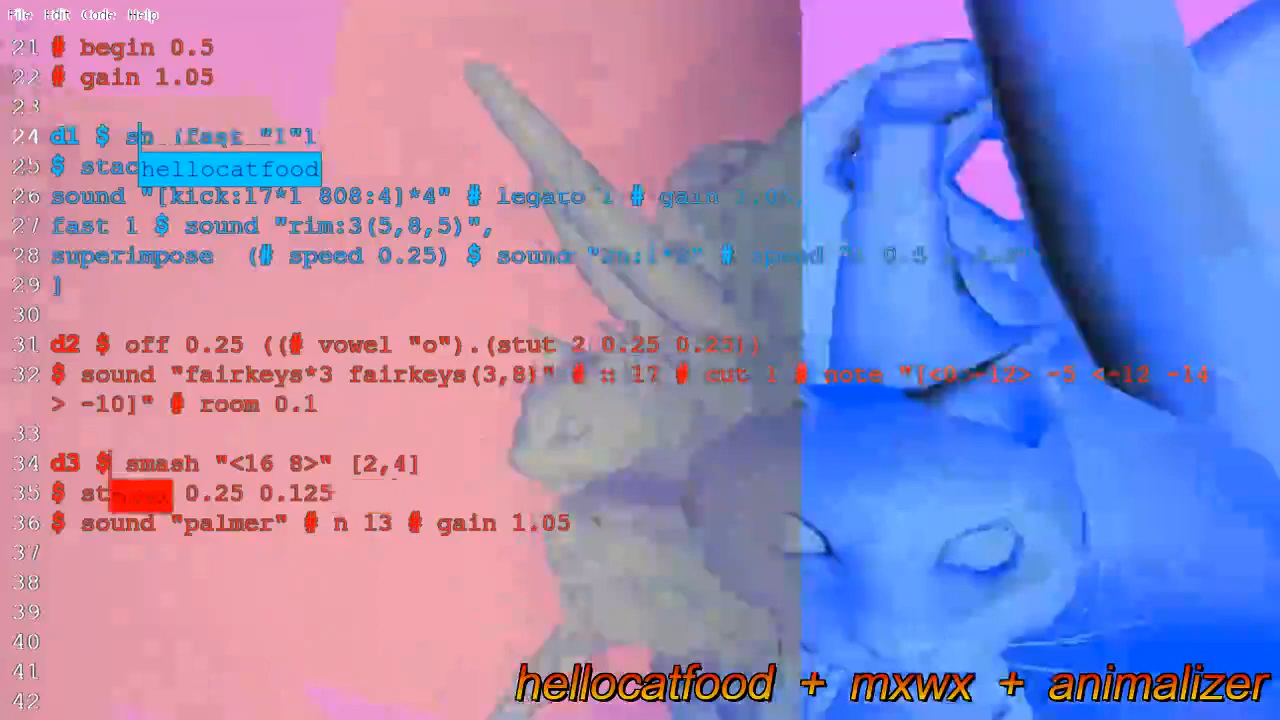 File Edit Code Help
21 # begin 0.5
22 # gain 1.05
23
24 d1 $ (fast "1")
25 $ stac hellocatfood
26 sound "[kick:17*1 808:4]*4" # legato 1 # gain 1.05,
27 fast 1 $ sound "rim:3(5,8,5)",
28 superimpose (# speed 0.25) $ sound # speed
29 ]
30
31 d2 $ off 0.25 ((# vowel "o").(stut 2 0.25 0.25))
32 $ sound "fairkeys*3 fairkeys(3,8)" # n 17 # cut 1 # note "[<0 -12> -5 <-12 -14
> -10]" # room 0.1
33
34 d3 $ smash "<16 8>" [2,4]
35 $ st 0.25 0.125
36 $ sound "palmer" # n 13 # gain 1.05
37
38
39
40
41
42
hellocatfood + mxwx + animalizer